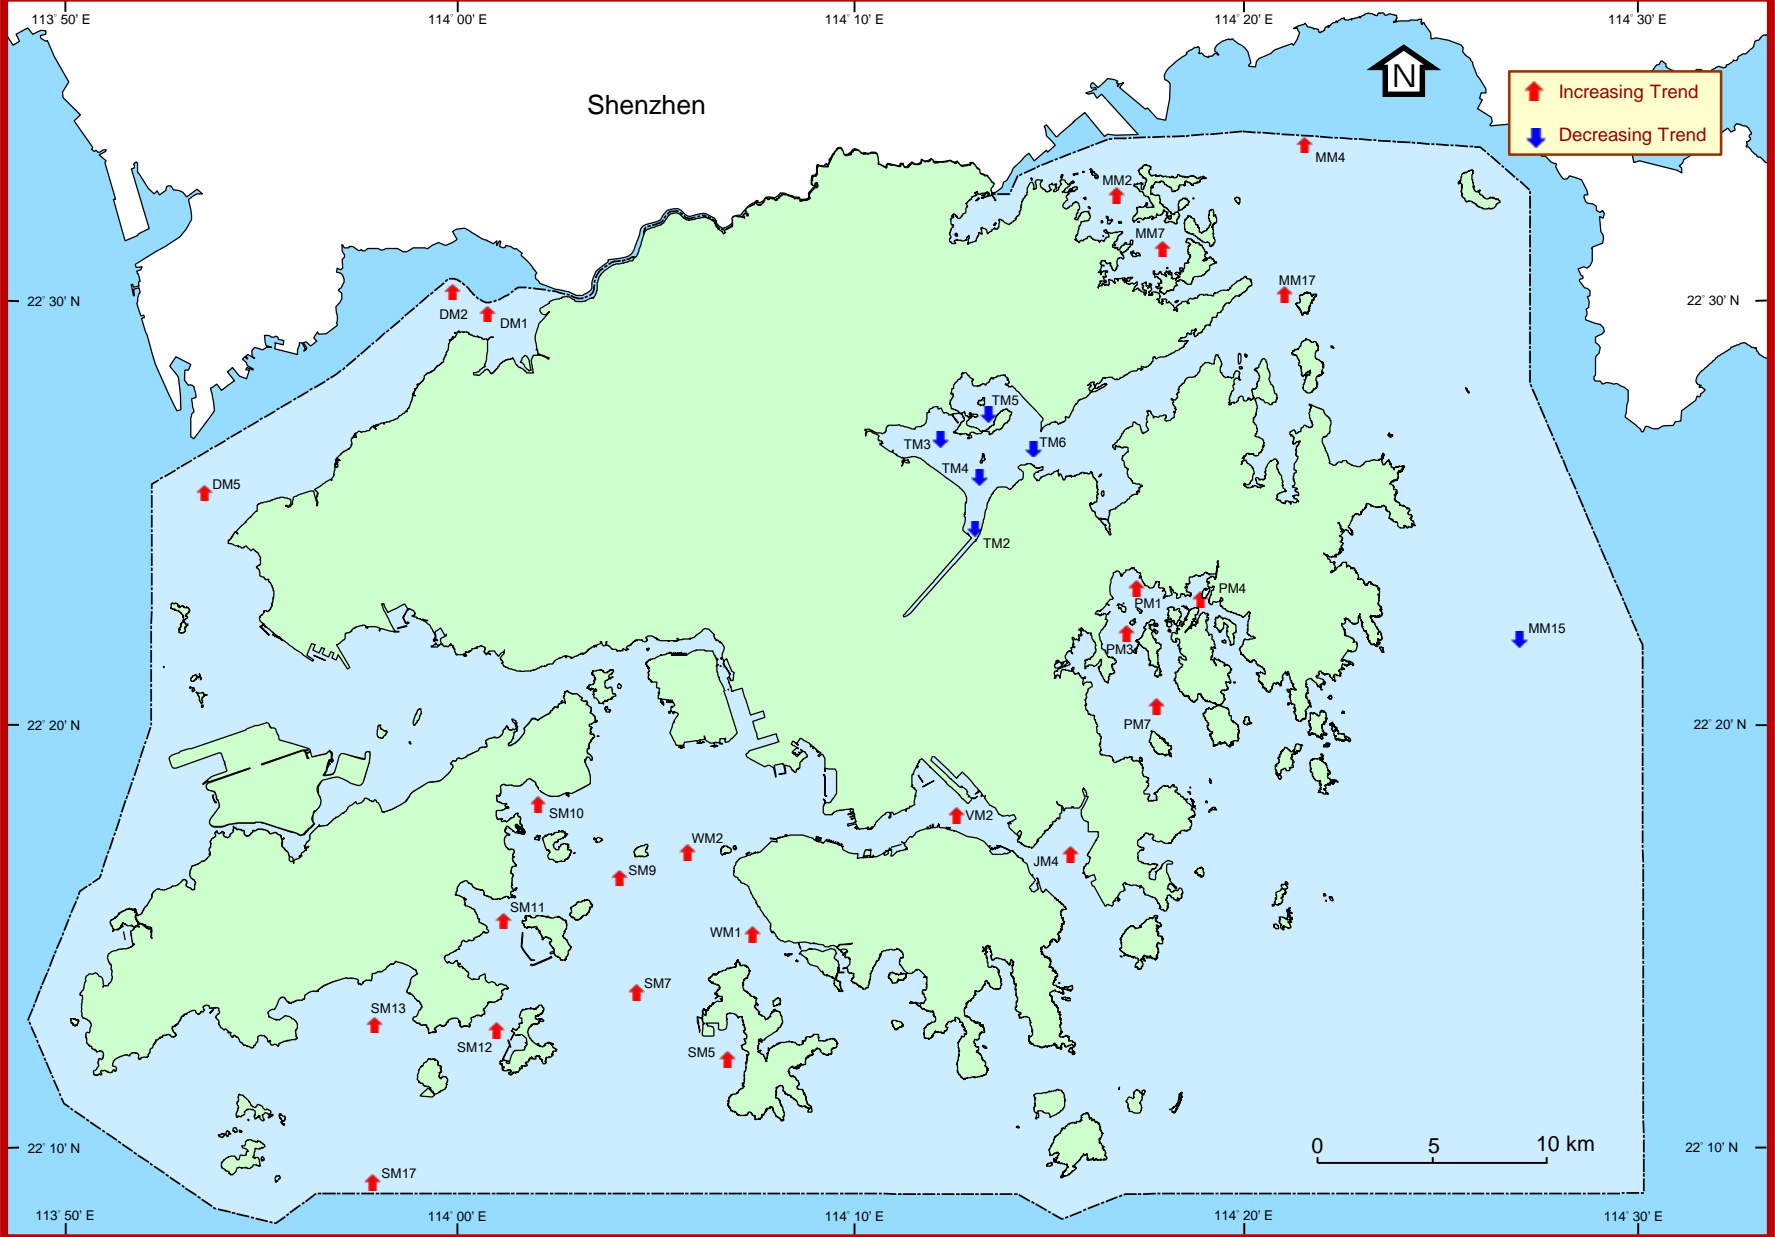 113° 50' E
114° 00' E
114° 10' E
114° 20' E
114° 30' E
N
Shenzhen
Increasing Trend
Decreasing Trend
MM4
MM2
MM7
MM17
22° 30' N
22° 30' N
DM2
DM1
TM5
TM3
TM6
TM4
DM5
TM2
PM4
PM1
MM15
PM3
PM7
22° 20' N
22° 20' N
SM10
VM2
WM2
JM4
SM9
SM11
WM1
SM7
SM13
SM12
SM5
0 5 10 km
22° 10' N
22° 10' N
SM17
113° 50' E
114° 00' E
114° 10' E
114° 20' E
114° 30' E